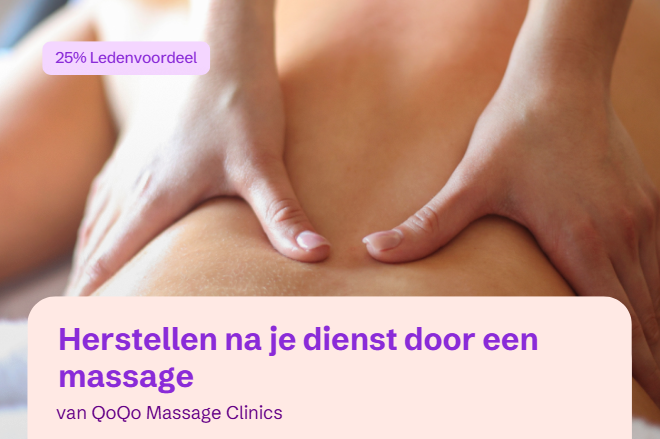 25% Ledenvoordeel
Herstellen na je dienst door een
massage
van QoQo Massage Clinics